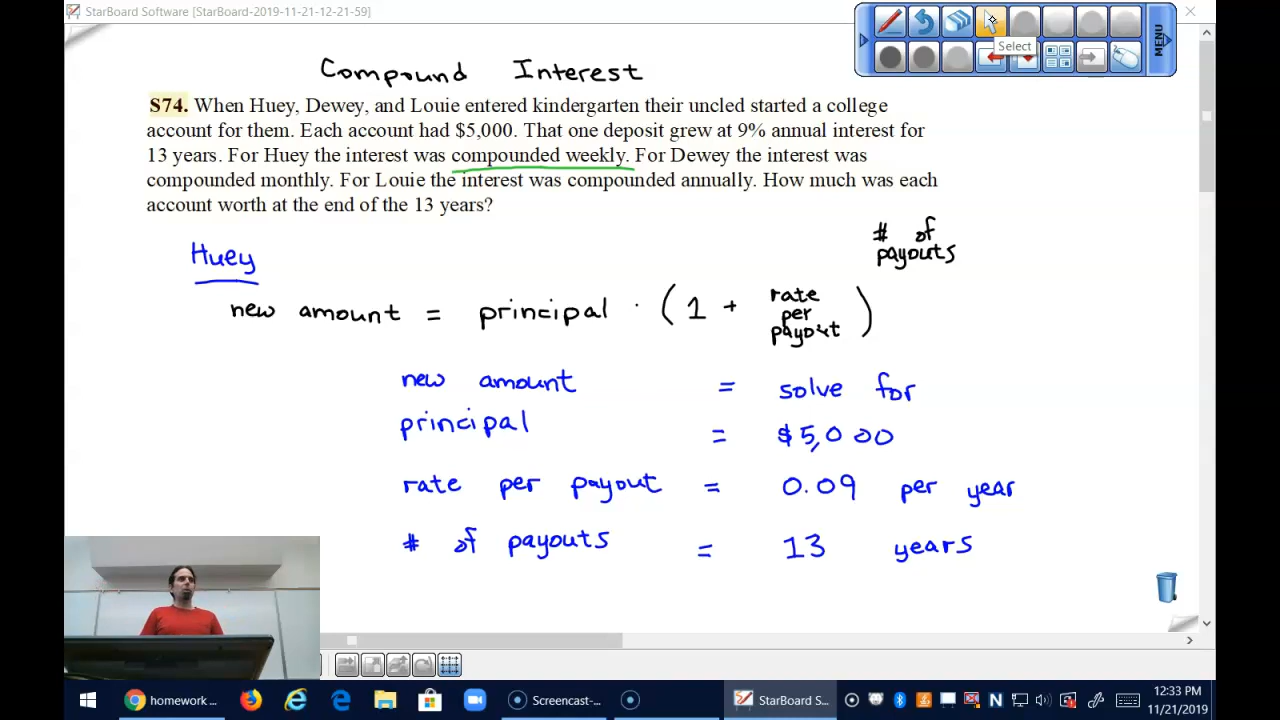 StarBoard Software [StarBoard-2019-11-21-12-21-59]
MENU
Select
Compound Interest
S74. When Huey, Dewey, and Louie entered kindergarten their uncled started a college
account for them. Each account had $5,000. That one deposit grew at 9% annual interest for
13 years. For Huey the interest was compounded weekly. For Dewey the interest was
compounded monthly. For Louie the interest was compounded annually. How much was each
account worth at the end of the 13 years?
Huey
# of
payouts
new amount = principal · (1 + rate per payout)
new amount = solve for
principal = $5,000
rate per payout = 0.09 per year
# of payouts = 13 years
homework ...
Screencast-...
StarBoard S...
12:33 PM
11/21/2019